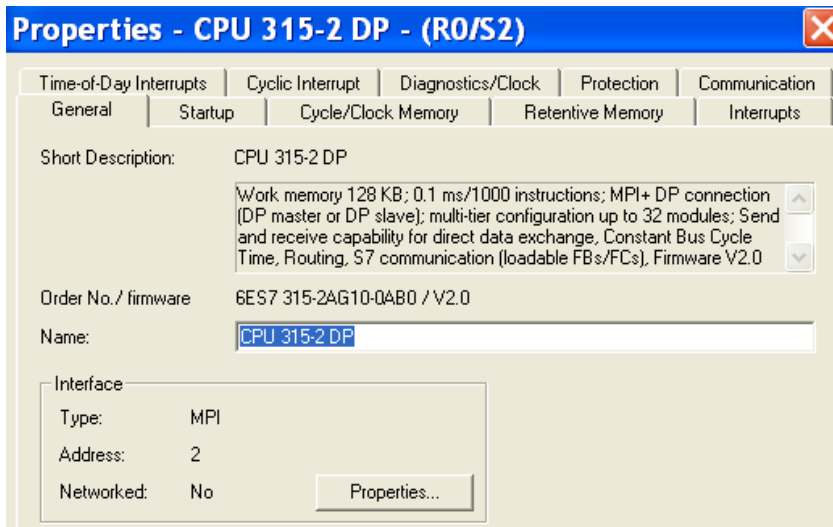 Properties - CPU 315-2 DP - (R0/S2)
Time-of-Day Interrupts Cyclic Interrupt Diagnostics/Clock Protection Communication
General Startup Cycle/Clock Memory Retentive Memory Interrupts
Short Description: CPU 315-2 DP
Work memory 128 KB; 0.1 ms/1000 instructions; MPI+ DP connection
(DP master or DP slave); multi-tier configuration up to 32 modules; Send
and receive capability for direct data exchange, Constant Bus Cycle
Time, Routing, S7 communication (loadable FBs/FCs), Firmware V2.0
Order No./ firmware 6ES7 315-2AG10-0AB0 / V2.0
Name: CPU 315-2 DP
Interface
Type: MPI
Address: 2
Networked: No Properties...